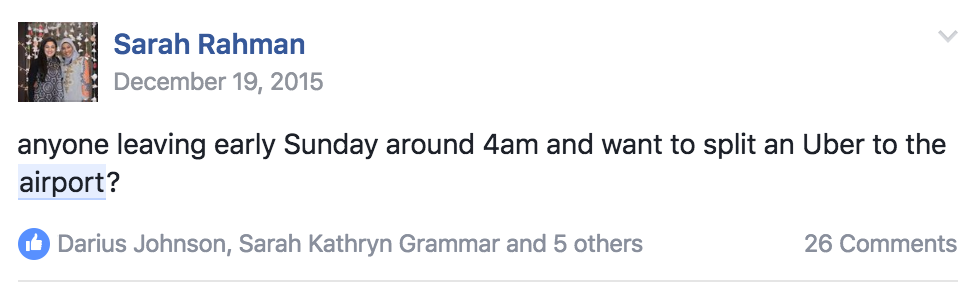 Sarah Rahman
December 19, 2015
anyone leaving early Sunday around 4am and want to split an Uber to the
airport?
Darius Johnson, Sarah Kathryn Grammar and 5 others
26 Comments